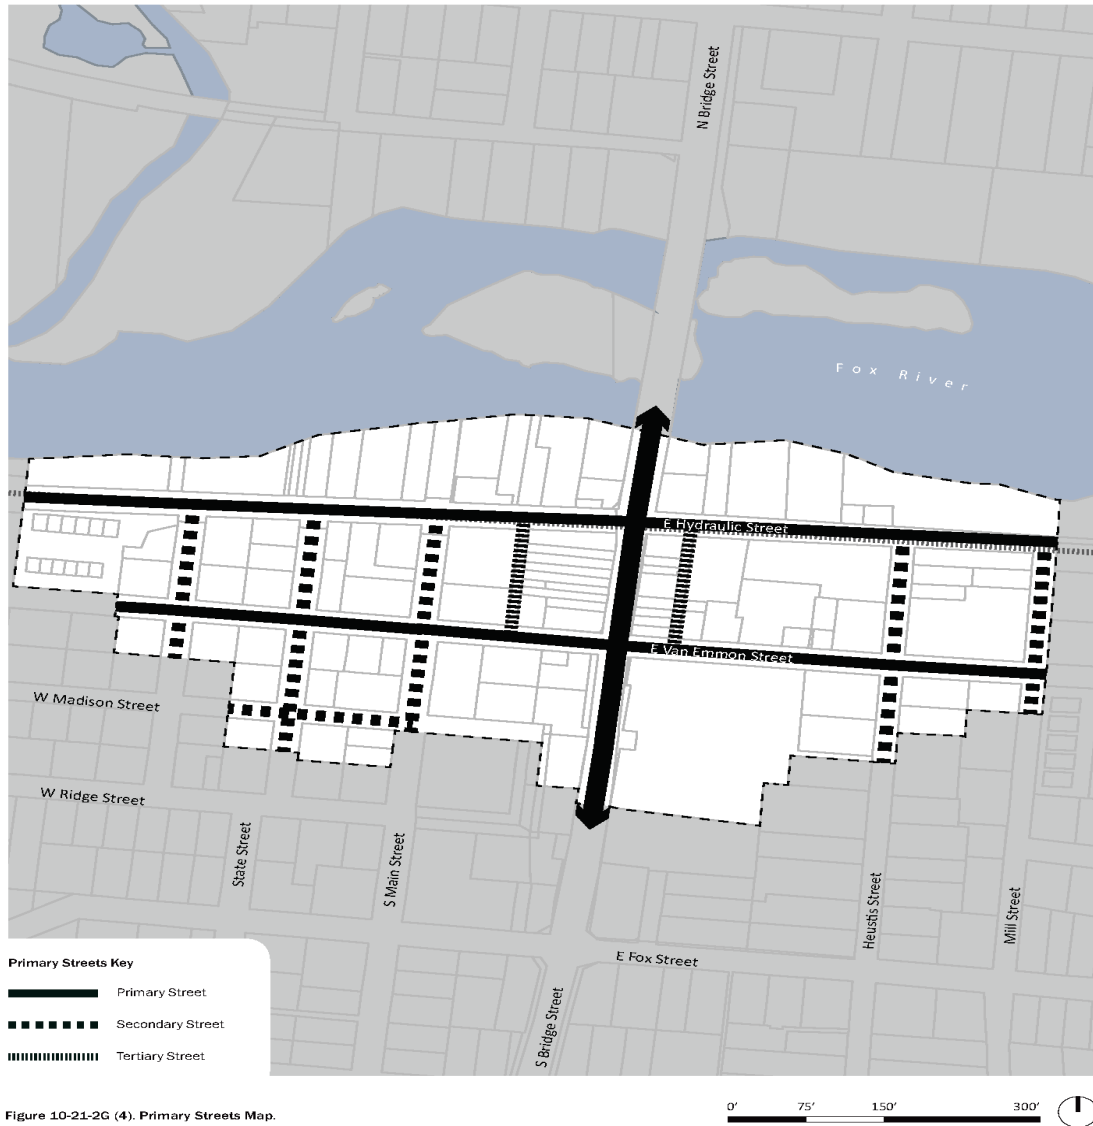 N Bridge Street
Fox River
E Hydraulic Street
E Van Emmon Street
W Madison Street
W Ridge Street
State Street
S Main Street
Heustis Street
Mill Street
E Fox Street
S Bridge Street
Primary Streets Key
Primary Street
Secondary Street
Tertiary Street
Figure 10-21-2G (4). Primary Streets Map.
0' 75' 150' 300'